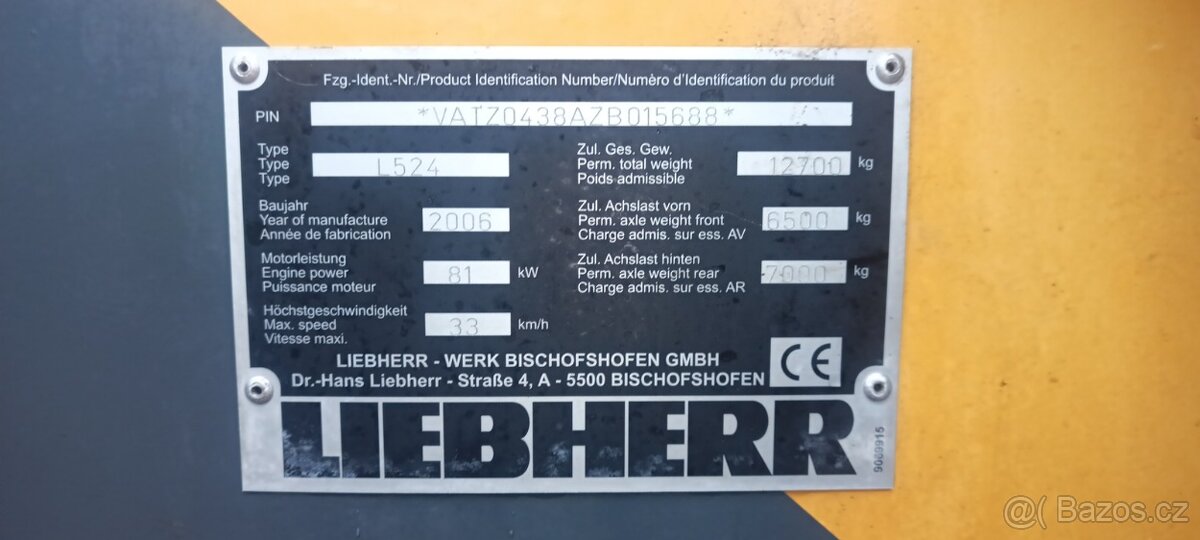 Fzg.-Ident.-Nr./Product Identification Number/Numèro d'Identification du produit
PIN *VATZ0438AZB015688*
Type
Type L524
Type
Zul. Ges. Gew.
Perm. total weight 12700 kg
Poids admissible
Baujahr
Year of manufacture 2006
Année de fabrication
Zul. Achslast vorn
Perm. axle weight front 6500 kg
Charge admis. sur ess. AV
Motorleistung
Engine power 81 kW
Puissance moteur
Zul. Achslast hinten
Perm. axle weight rear 7000 kg
Charge admis. sur ess. AR
Höchstgeschwindigkeit
Max. speed 33 km/h
Vitesse maxi.
LIEBHERR - WERK BISCHOFSHOFEN GMBH
Dr.-Hans Liebherr - Straße 4, A - 5500 BISCHOFSHOFEN
CE
LIEBHERR
9069915
@( Bazos.cz